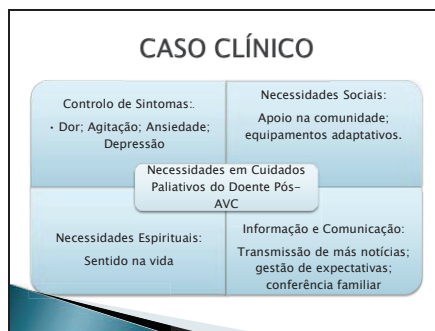 CASO CLÍNICO
Controlo de Sintomas:.
• Dor; Agitação; Ansiedade;
Depressão
Necessidades Sociais:
Apoio na comunidade;
equipamentos adaptativos.
Necessidades em Cuidados
Paliativos do Doente Pós-
AVC
Necessidades Espirituais:
Sentido na vida
Informação e Comunicação:
Transmissão de más notícias;
gestão de expectativas;
conferência familiar